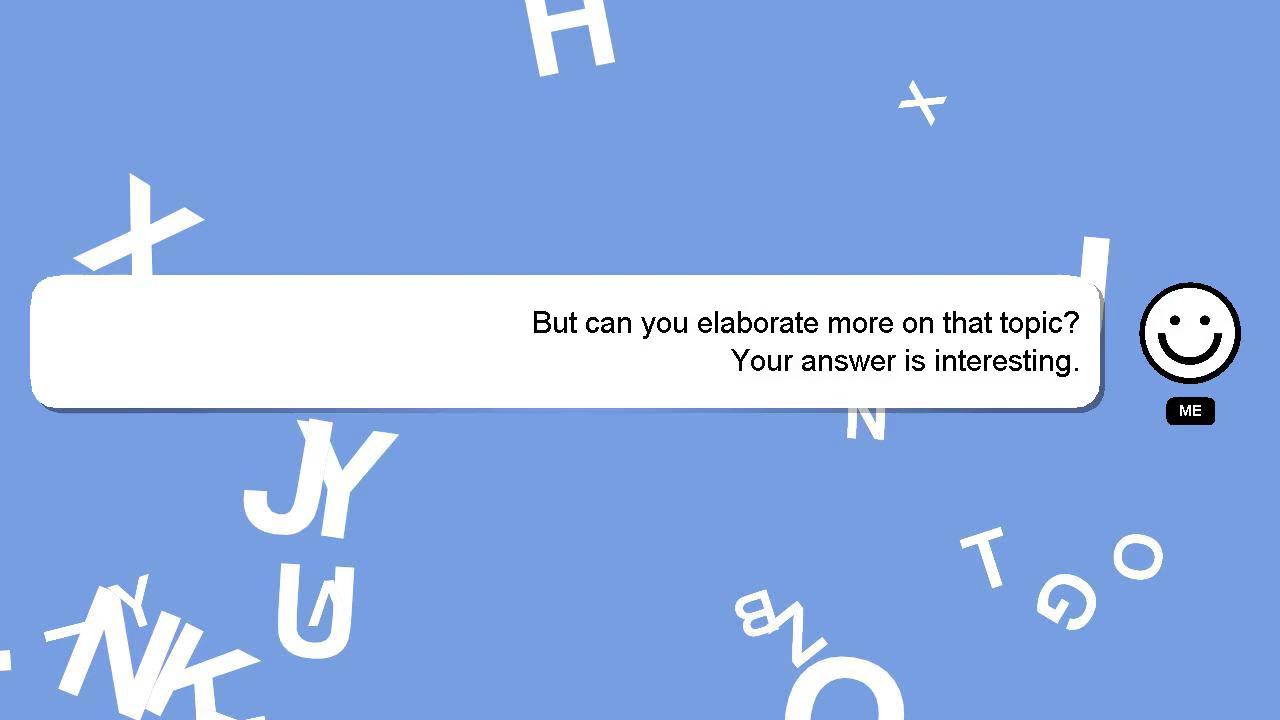 H
X
X
I
But can you elaborate more on that topic?
Your answer is interesting.
ME
N
J
Y
T
O
G
U
Y
B
Z
N
K
O